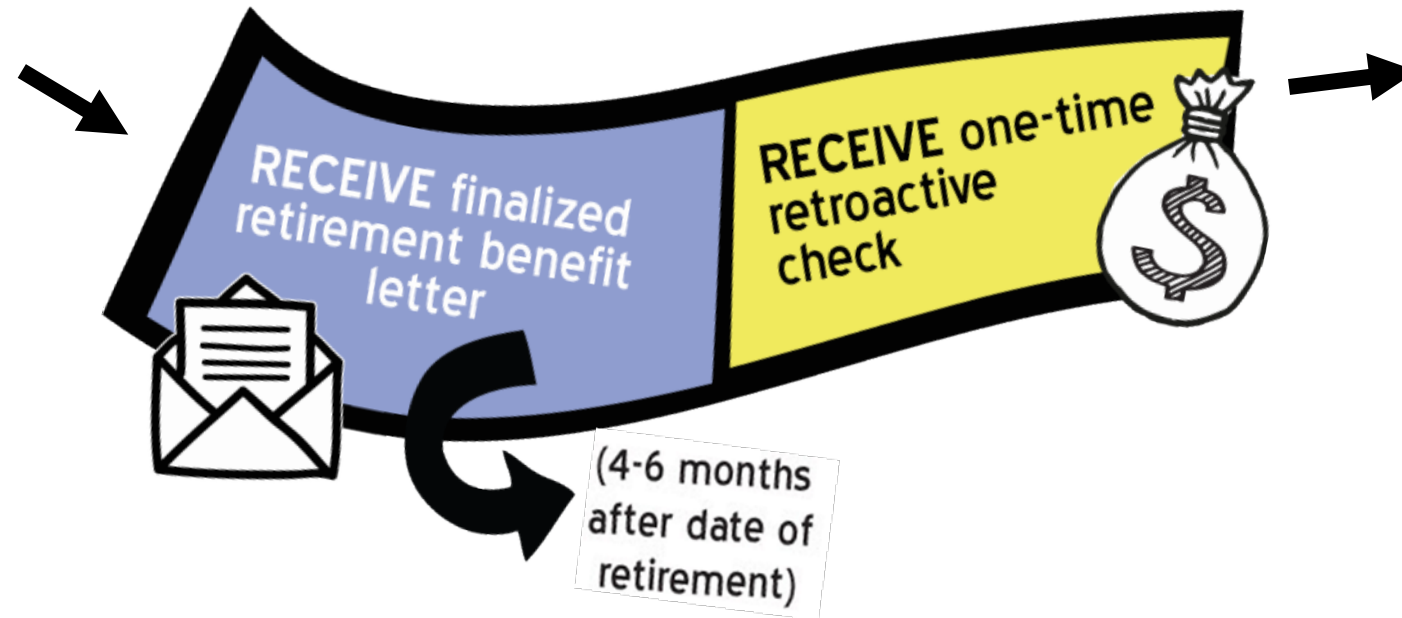 RECEIVE finalized
retirement benefit
letter
RECEIVE one-time
retroactive
check
$
(4-6 months
after date of
retirement)